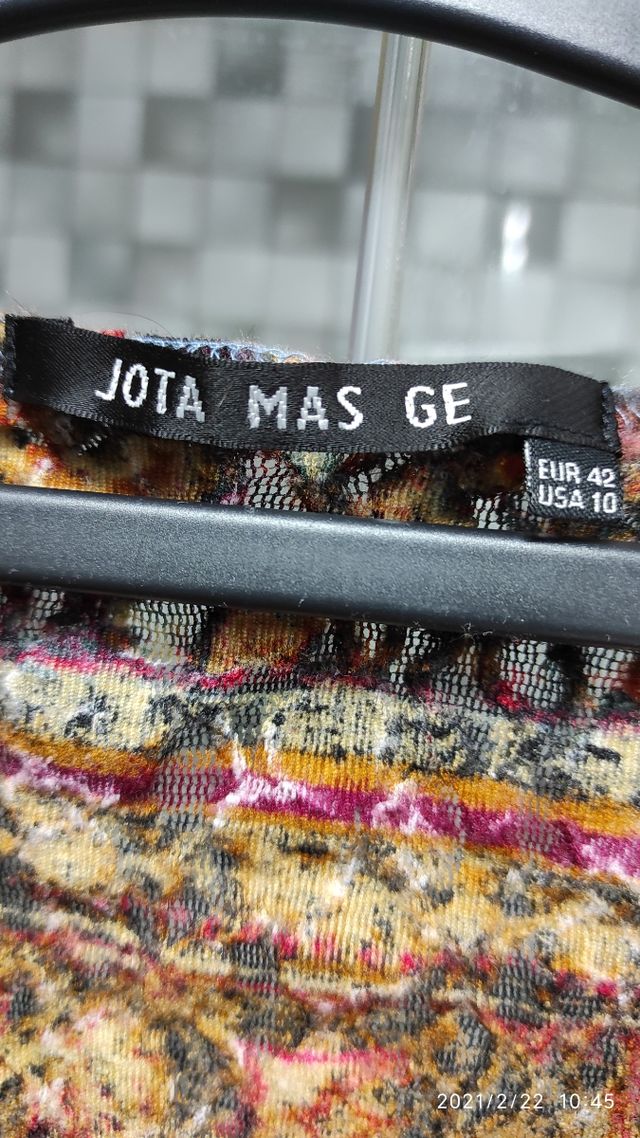 JOTA MAS GE
EUR 42
USA 10
2021/2/22 10:45